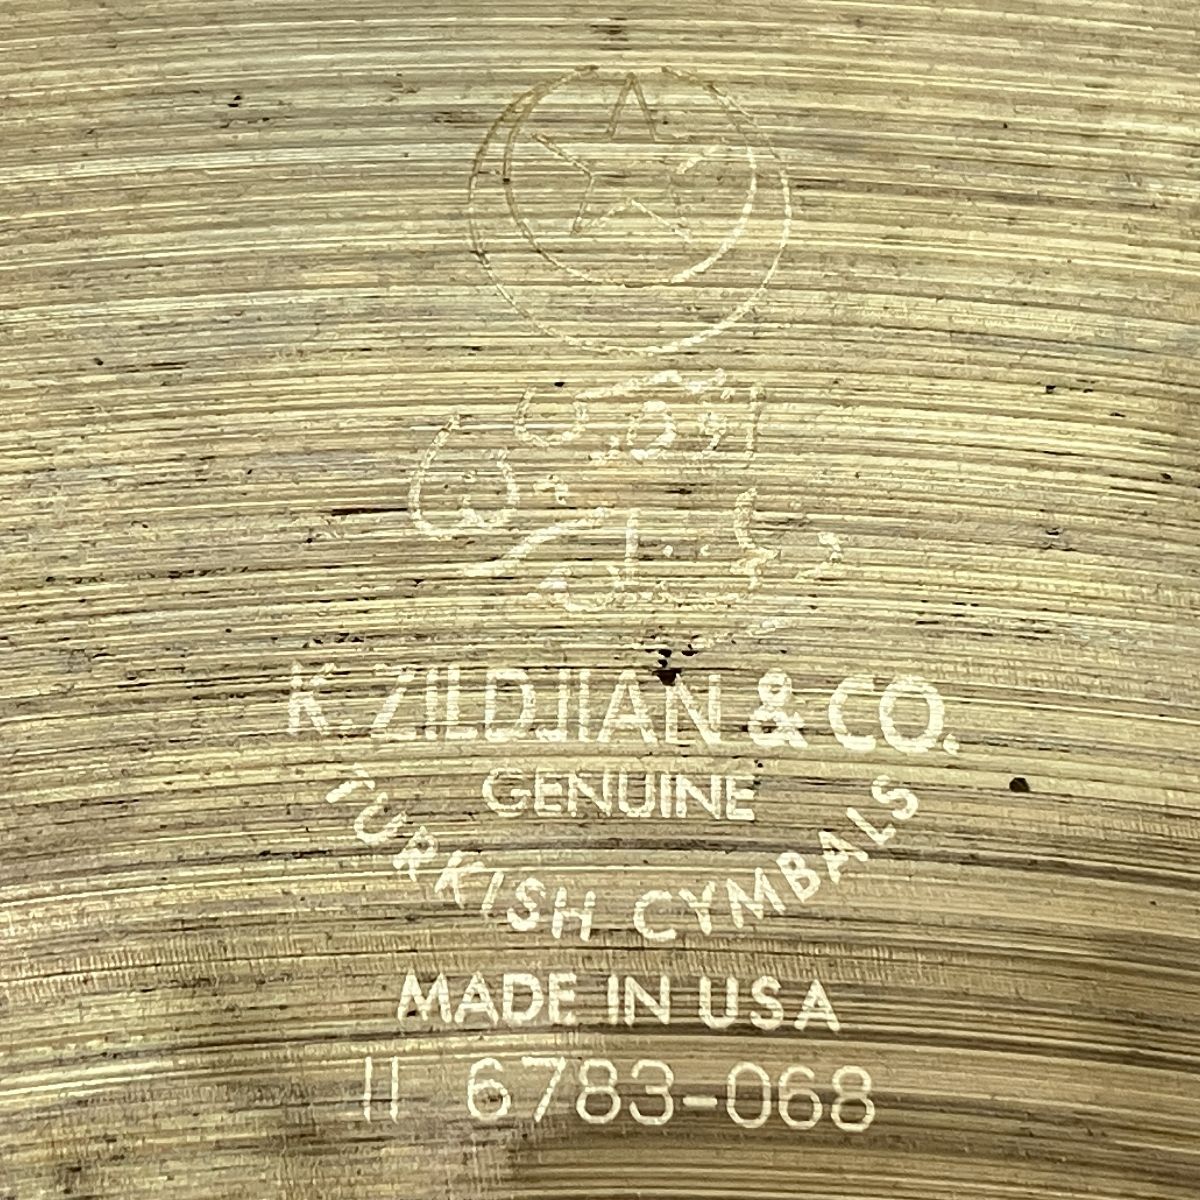 K. ZILDJIAN & CO.
GENUINE
TURKISH CYMBALS
MADE IN USA
II 6783-068